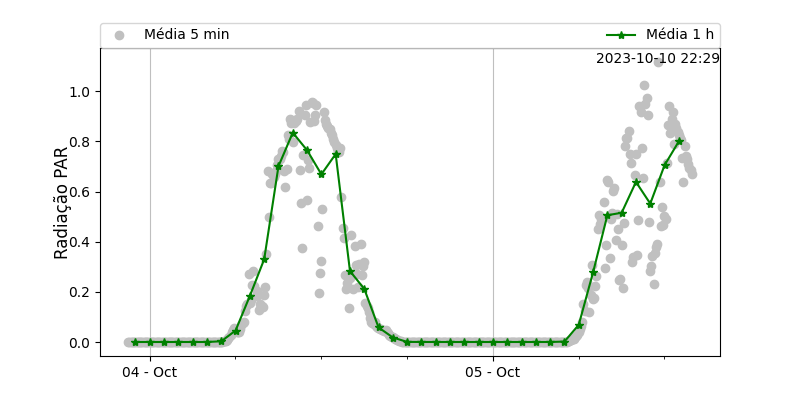 Média 5 min
Média 1 h
2023-10-10 22:29
Radiação PAR
1.0
0.8
0.6
0.4
0.2
0.0
04 - Oct
05 - Oct